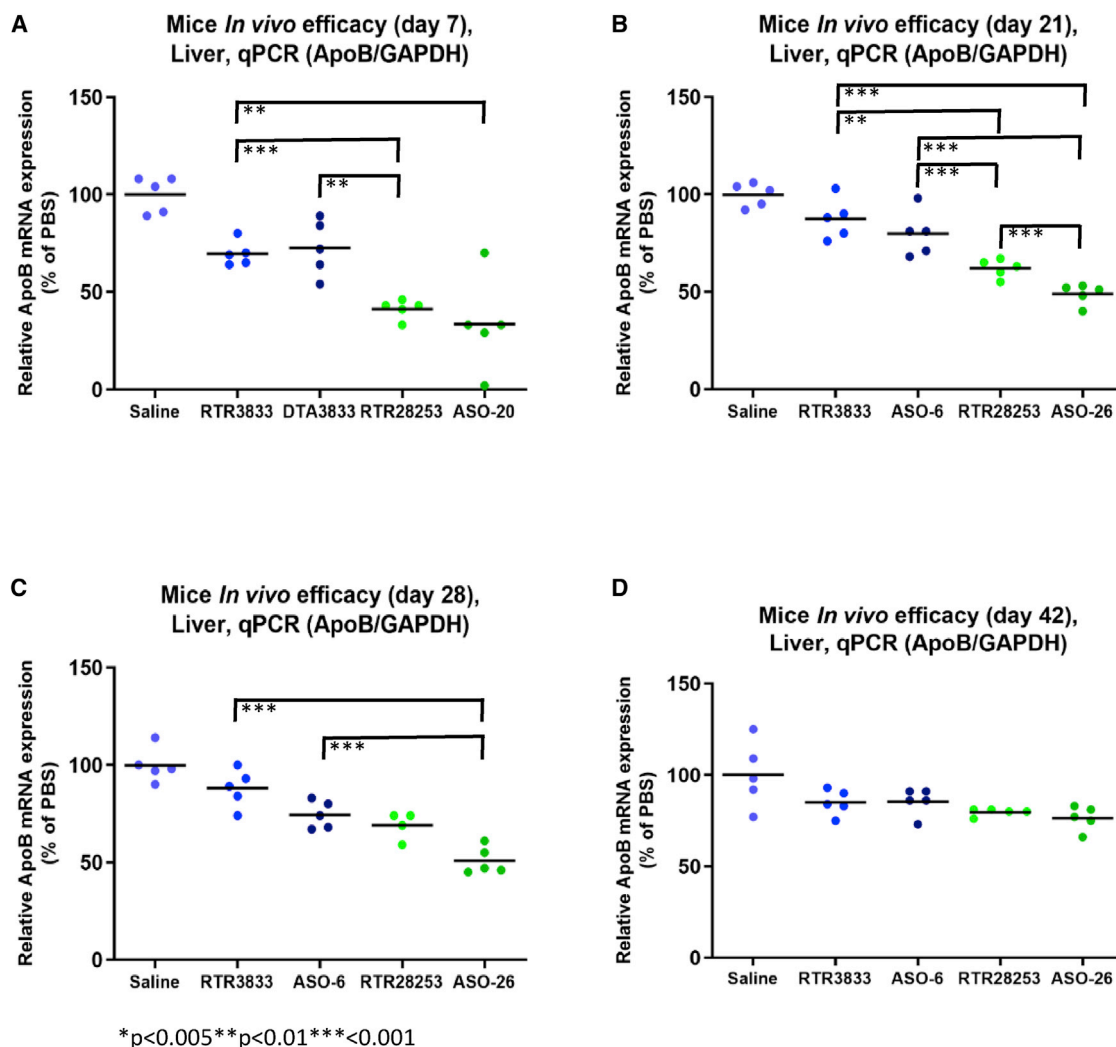 A
Mice In vivo efficacy (day 7),
Liver, qPCR (ApoB/GAPDH)
Relative ApoB mRNA expression
(% of PBS)
150
100
50
0
**
***
**
Saline RTR3833 DTA3833 RTR28253 ASO-20
B
Mice In vivo efficacy (day 21),
Liver, qPCR (ApoB/GAPDH)
Relative ApoB mRNA expression
(% of PBS)
150
100
50
0
***
**
***
***
***
Saline RTR3833 ASO-6 RTR28253 ASO-26
C
Mice In vivo efficacy (day 28),
Liver, qPCR (ApoB/GAPDH)
Relative ApoB mRNA expression
(% of PBS)
150
100
50
0
***
***
Saline RTR3833 ASO-6 RTR28253 ASO-26
D
Mice In vivo efficacy (day 42),
Liver, qPCR (ApoB/GAPDH)
Relative ApoB mRNA expression
(% of PBS)
150
100
50
0
Saline RTR3833 ASO-6 RTR28253 ASO-26
*p<0.005**p<0.01***<0.001